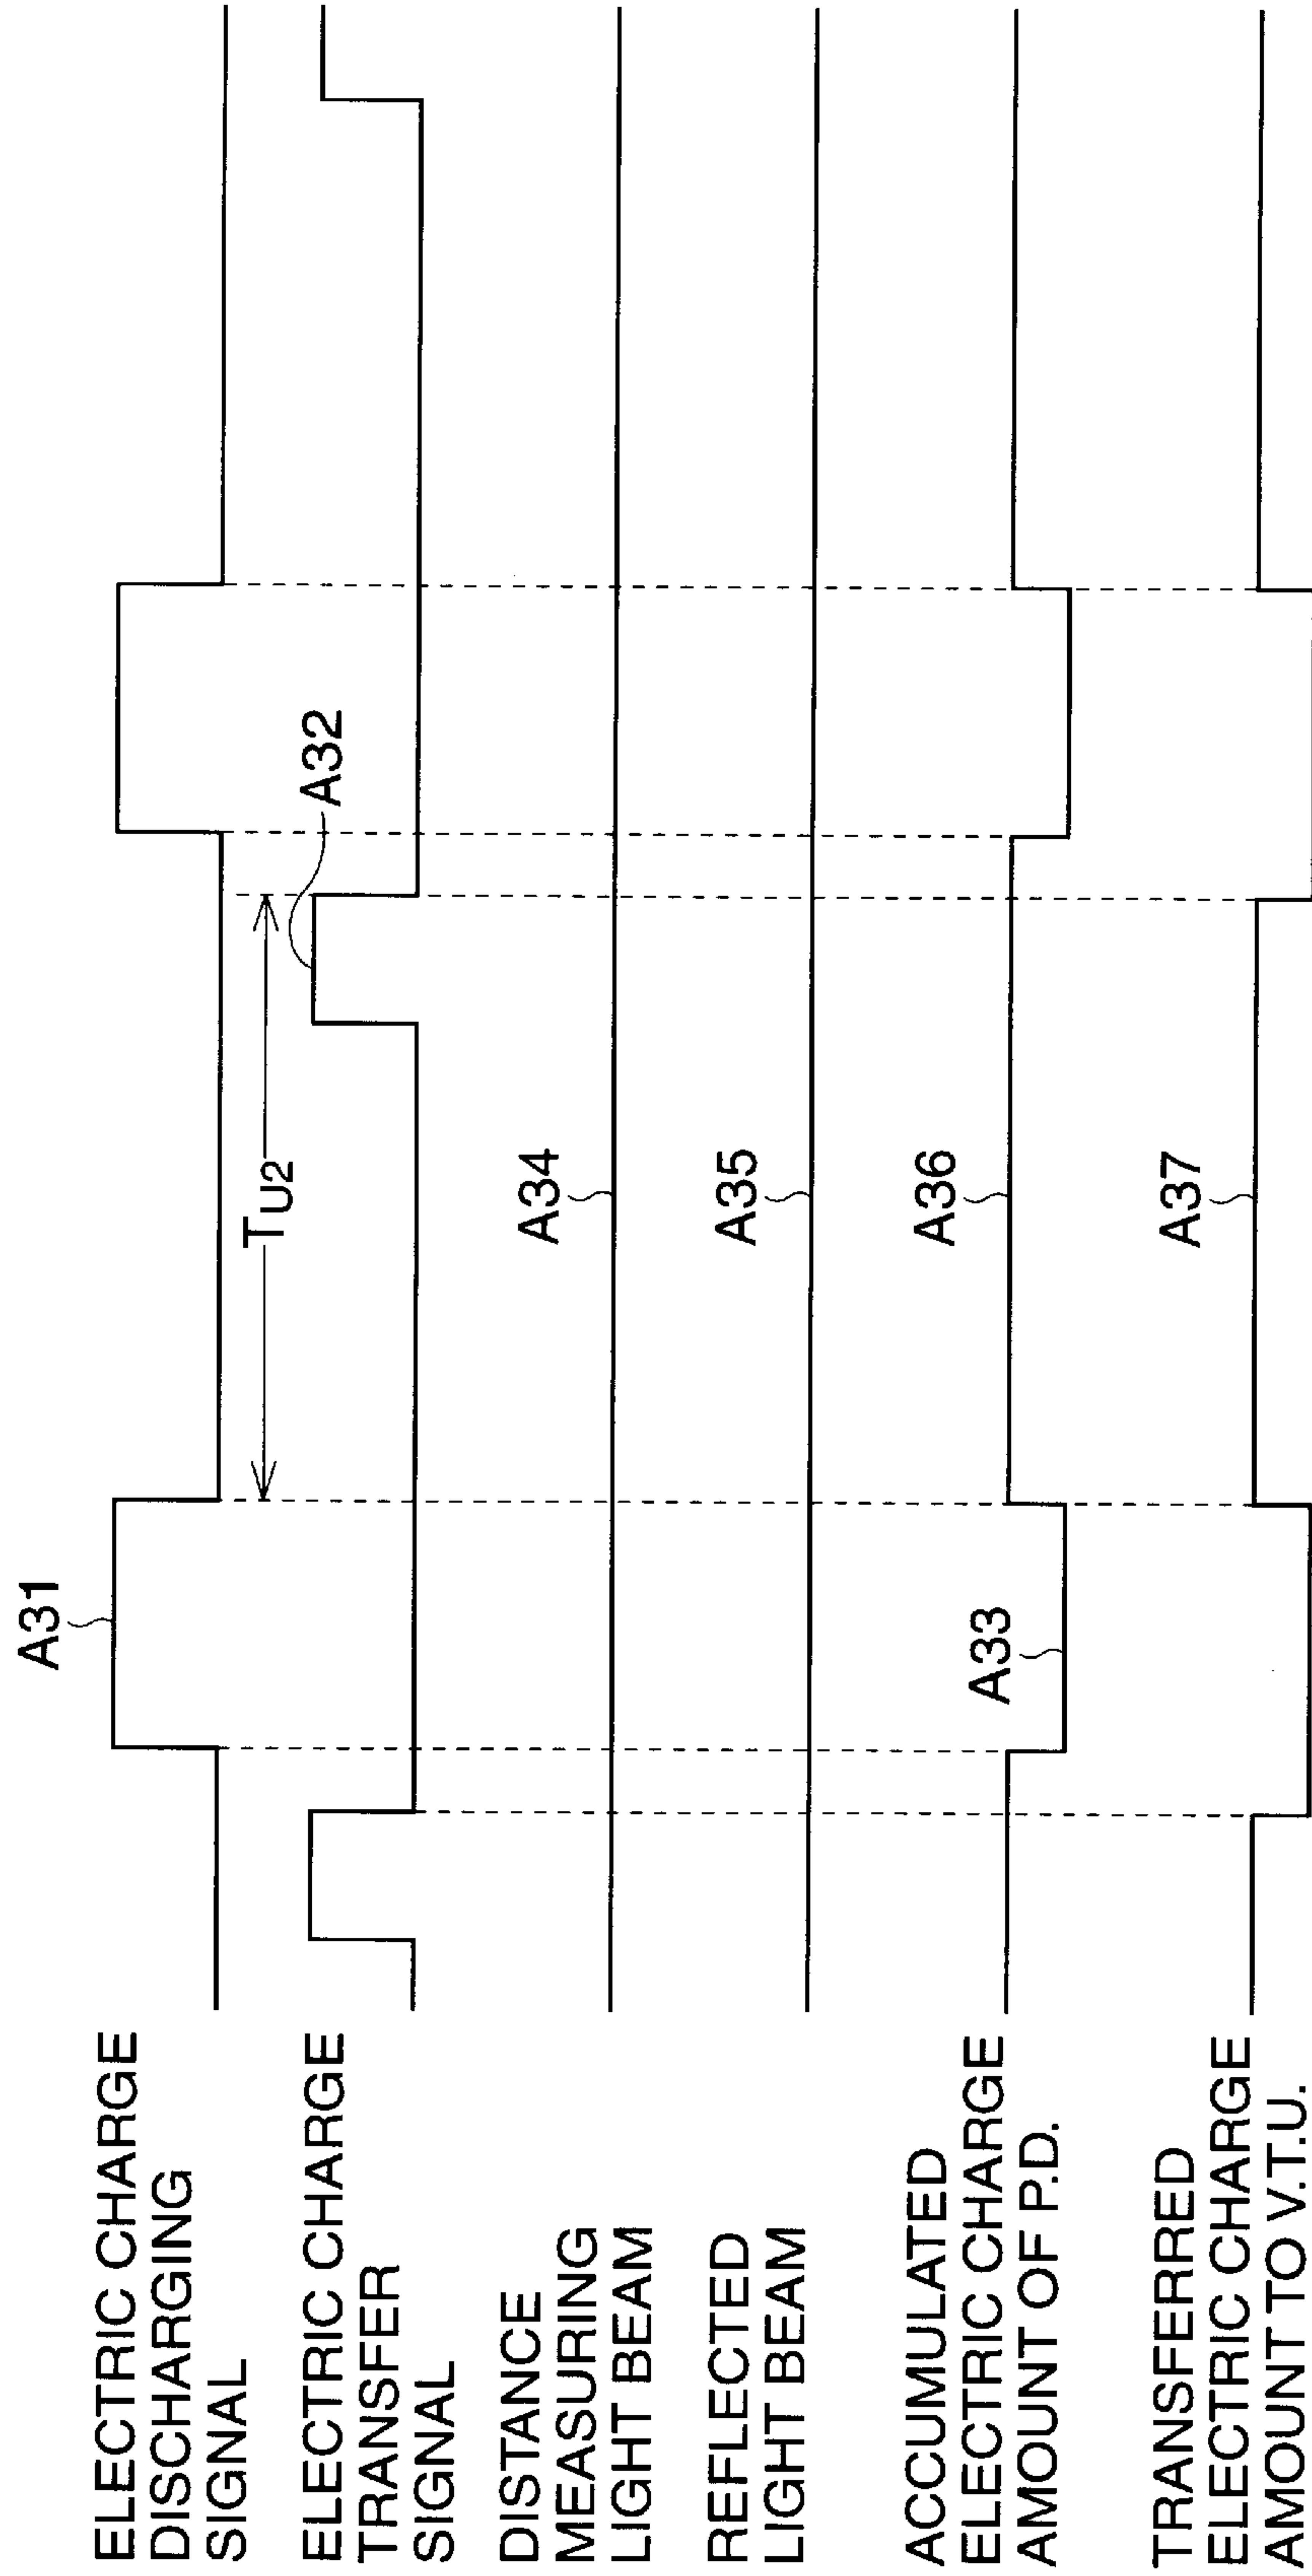 ELECTRIC CHARGE
DISCHARGING
SIGNAL
A31
TU2
ELECTRIC CHARGE
TRANSFER
SIGNAL
A32
DISTANCE
MEASURING
LIGHT BEAM
A34
REFLECTED
LIGHT BEAM
A35
ACCUMULATED
ELECTRIC CHARGE
AMOUNT OF P.D.
A33
A36
TRANSFERRED
ELECTRIC CHARGE
AMOUNT TO V.T.U.
A37